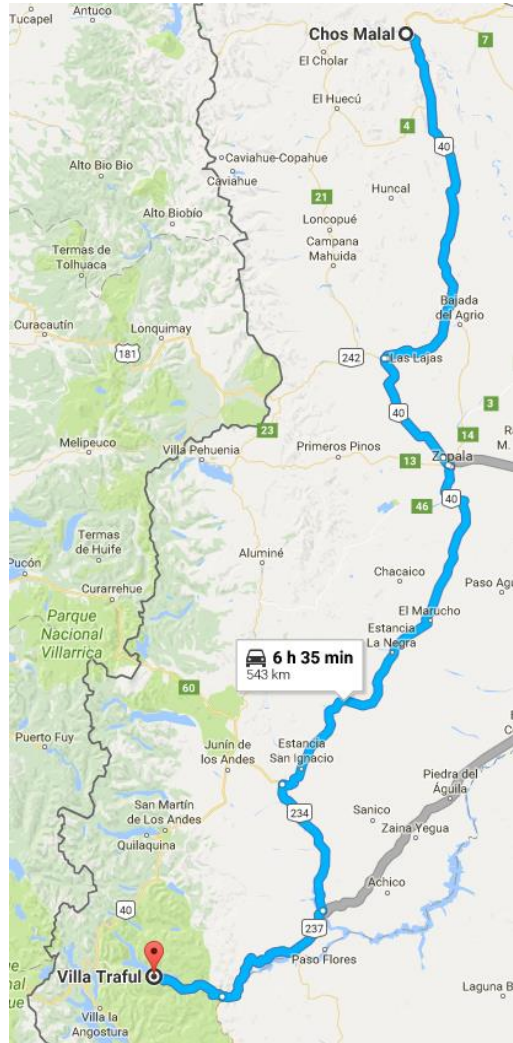 Tucapel
Antuco
Chos Malal
7
El Cholar
El Huecú
4
40
Alto Bio Bio
Caviahue-Copahue
Caviahue
Huncal
21
Alto Biobío
Loncopué
Campana
Mahuida
Termas de
Tolhuaca
Bajada
del Agrio
Curacautín
Lonquimay
181
242
Las Lajas
40
3
23
14
Melipeuco
Villa Pehuenia
Primeros Pinos
13
Zapala
M.
46
40
Termas
de Huife
Aluminé
Chacaico
Pucón
Curarrehue
Paso Agu
El Marucho
Parque
Nacional
Villarrica
Estancia
La Negra
6 h 35 min
543 km
60
Puerto Fuy
Junín de
los Andes
Estancia
San Ignacio
Piedra del
Águila
San Martín
de Los Andes
234
Sanico
Zaina Yegua
Quilaquina
Achico
40
237
Paso Flores
Villa Traful
Laguna B
Villa la
Angostura